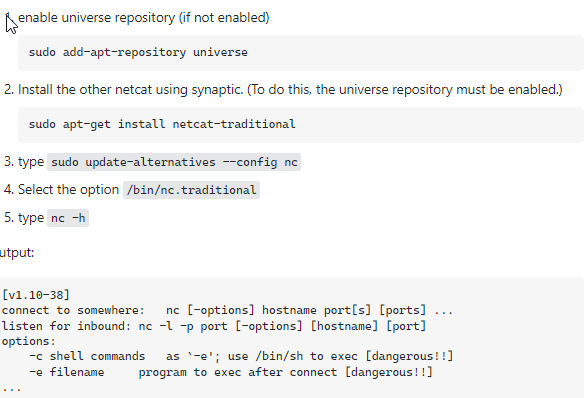 1. enable universe repository (if not enabled)
sudo add-apt-repository universe
2. Install the other netcat using synaptic. (To do this, the universe repository must be enabled.)
sudo apt-get install netcat-traditional
3. type sudo update-alternatives --config nc
4. Select the option /bin/nc.traditional
5. type nc -h
utput:
[v1.10-38]
connect to somewhere:   nc [-options] hostname port[s] [ports] ...
listen for inbound: nc -l -p port [-options] [hostname] [port]
options:
    -c shell commands   as `-e'; use /bin/sh to exec [dangerous!!]
    -e filename     program to exec after connect [dangerous!!]
...